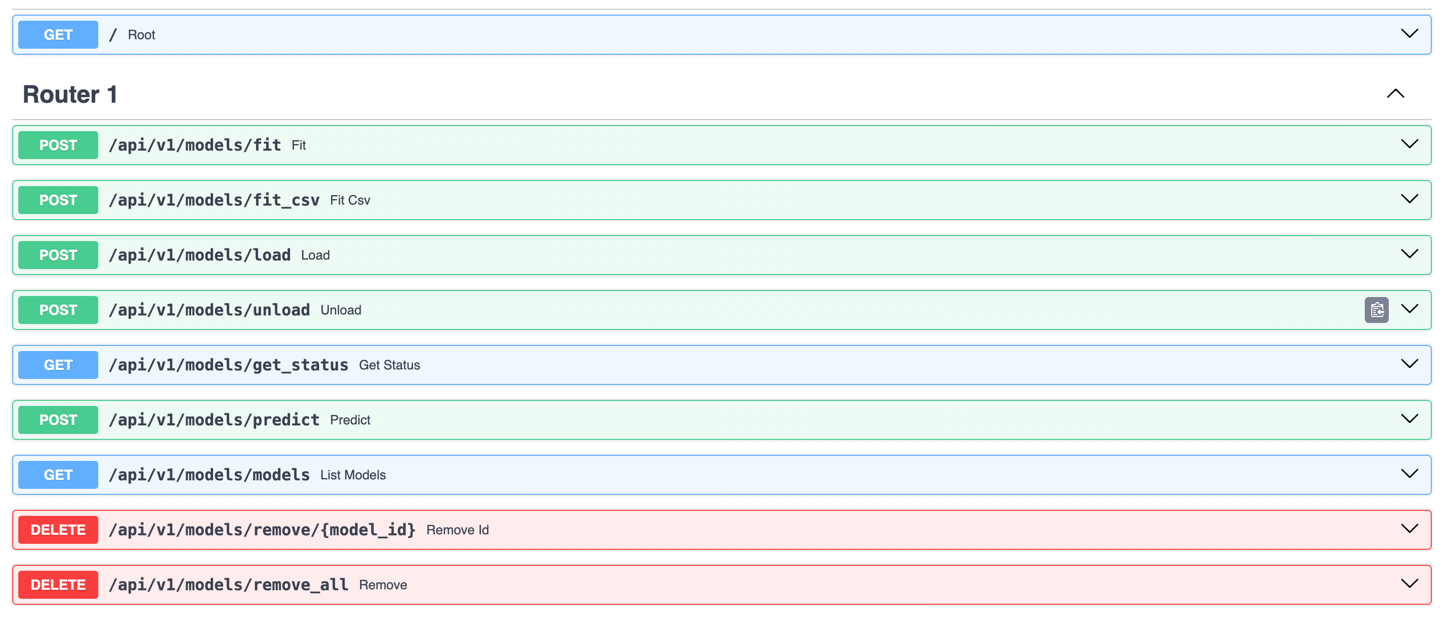 GET / Root
Router 1
POST /api/v1/models/fit Fit
POST /api/v1/models/fit_csv Fit Csv
POST /api/v1/models/load Load
POST /api/v1/models/unload Unload
GET /api/v1/models/get_status Get Status
POST /api/v1/models/predict Predict
GET /api/v1/models/models List Models
DELETE /api/v1/models/remove/{model_id} Remove Id
DELETE /api/v1/models/remove_all Remove